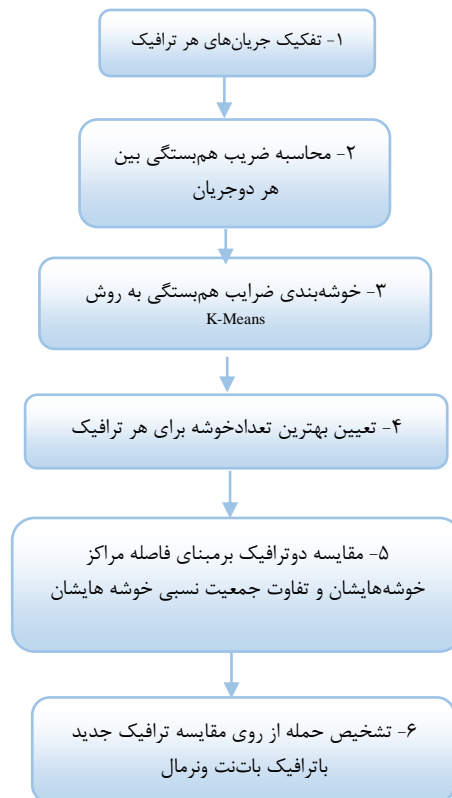 ۱- تفکیک جریان‌های هر ترافیک
۲- محاسبه ضریب هم‌بستگی بین
هر دوجریان
۳- خوشه‌بندی ضرایب هم‌بستگی به روش
K-Means
۴- تعیین بهترین تعدادخوشه برای هر ترافیک
۵- مقایسه دوترافیک برمبنای فاصله مراکز
خوشه‌هایشان و تفاوت جمعیت نسبی خوشه هایشان
۶- تشخیص حمله از روی مقایسه ترافیک جدید
باترافیک بات‌نت ونرمال